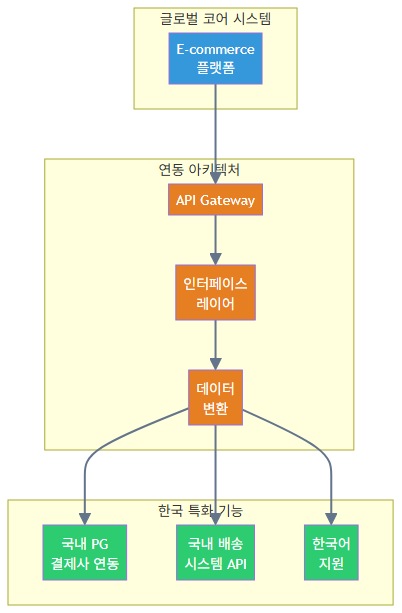 글로벌 코어 시스템
E-commerce
플랫폼
연동 아키텍처
API Gateway
인터페이스
레이어
데이터
변환
한국 특화 기능
국내 PG
결제사 연동
국내 배송
시스템 API
한국어
지원